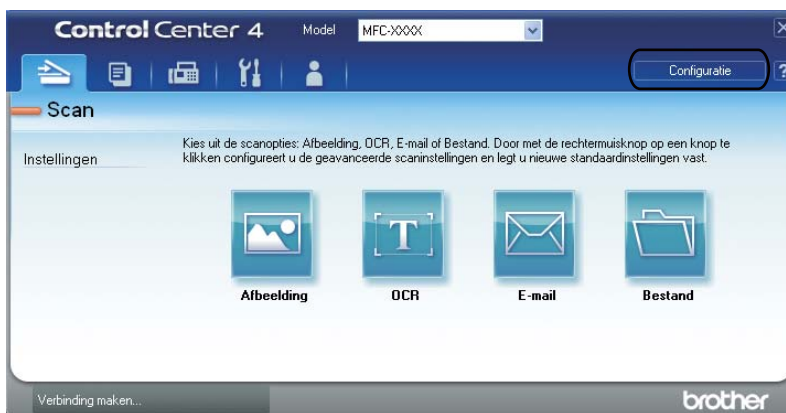 Control Center 4 Model MFC-XXXX
Configuratie ?
Scan
Instellingen
Kies uit de scanopties: Afbeelding, OCR, E-mail of Bestand. Door met de rechtermuisknop op een knop te
klikken configureert u de geavanceerde scaninstellingen en legt u nieuwe standaardinstellingen vast.
T
Afbeelding OCR E-mail Bestand
Verbinding maken... brother